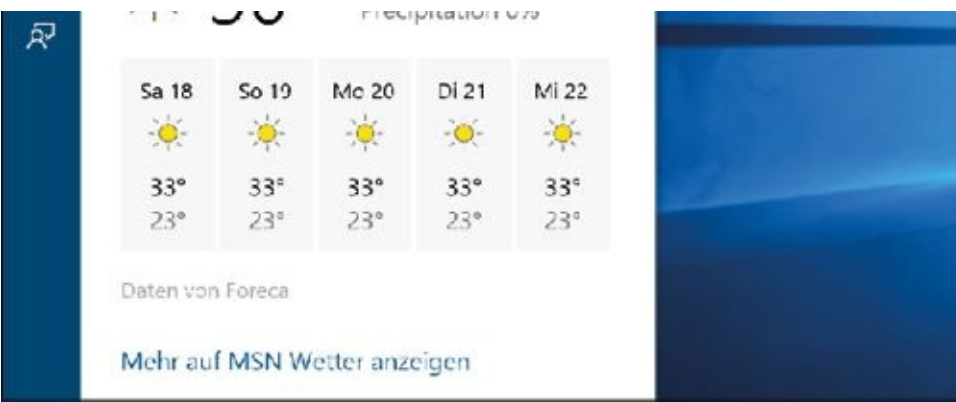 Precipitation 0%
Sa 18 So 19 Mo 20 Di 21 Mi 22
33° 33° 33° 33° 33°
23° 23° 23° 23° 23°
Daten von Foreca
Mehr auf MSN Wetter anzeigen